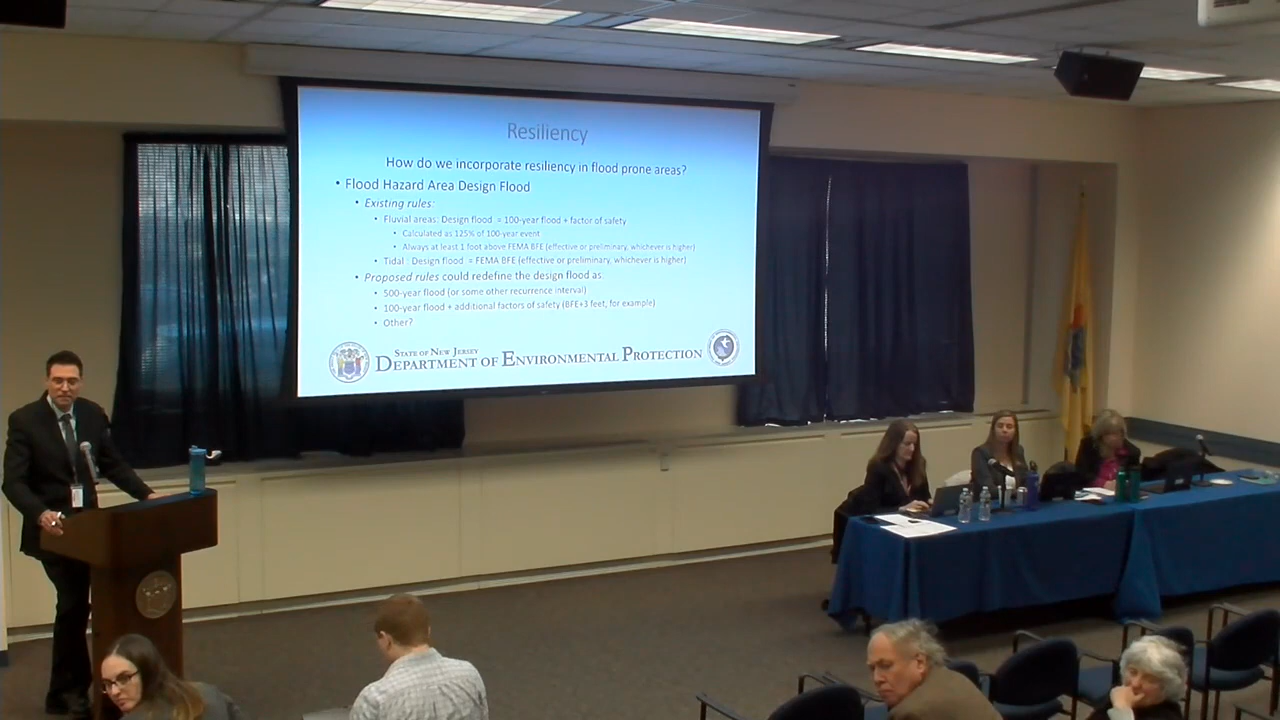 Resiliency
How do we incorporate resiliency in flood prone areas?
• Flood Hazard Area Design Flood
• Existing rules:
• Fluvial areas: Design flood = 100-year flood + factor of safety
• Calculated as 125% of 100-year event
• Always at least 1 foot above FEMA BFE (effective or preliminary, whichever is higher)
• Tidal : Design flood = FEMA BFE (effective or preliminary, whichever is higher)
• Proposed rules could redefine the design flood as
• 500-year flood (or some other recurrence interval)
• 100-year flood + additional factors of safety (BFE+3 feet, for example)
• Other?
STATE OF NEW JERSEY
DEPARTMENT OF ENVIRONMENTAL PROTECTION